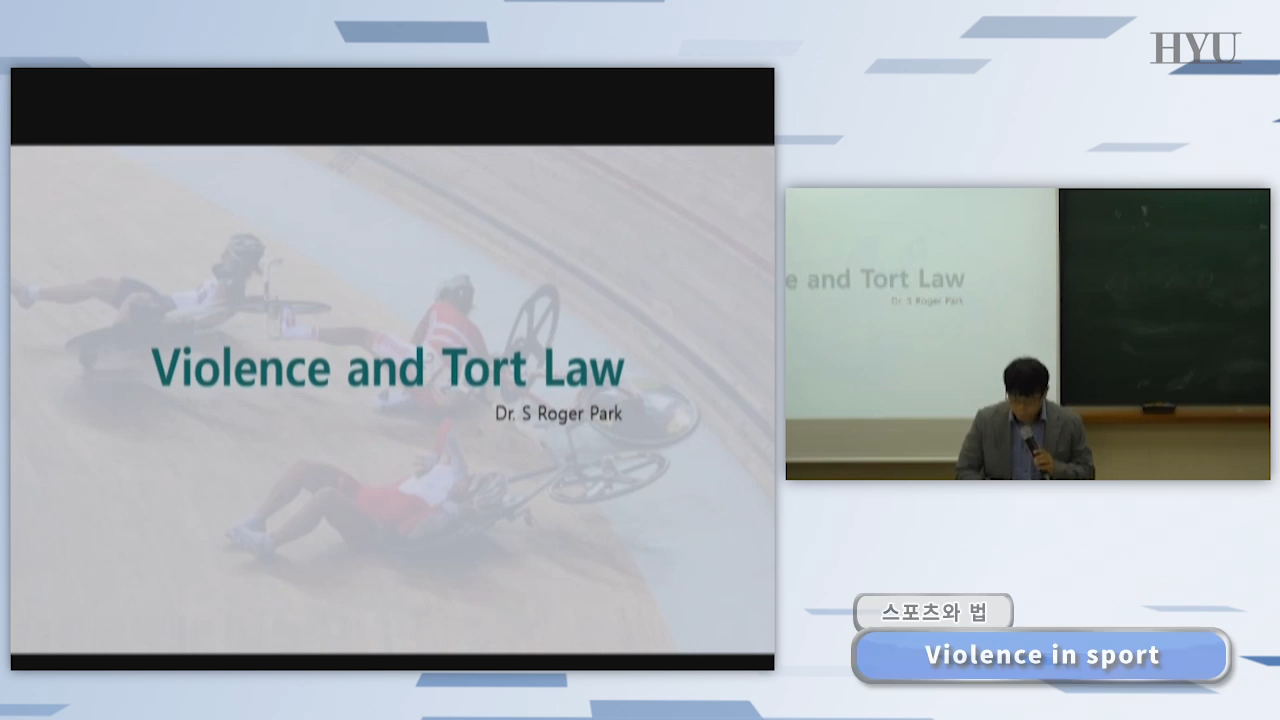 HYU
Violence and Tort Law
Dr. S Roger Park
e and Tort Law
Dr. S Roger Park
스포츠와 법
Violence in sport